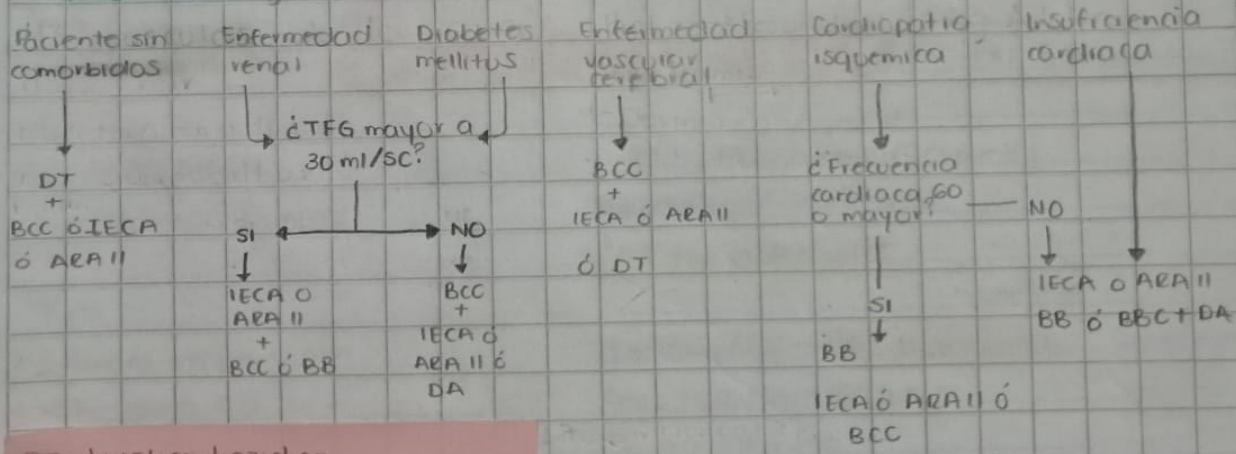 Paciente sin
comorbidos
DT
+
BCC ó IECA
ó ARA II
Enfermedad
renal
Diabetes
mellitus
¿TFG mayor a
30 ml/SC?
SI
IECA O
ARA II
+
BCC ó BB
NO
BCC
+
IECA ó
ARA II ó
DA
Enfermedad
vascular
cerebral
BCC
+
IECA Ó ARA II
ó DT
Cardiopatia
isquemica
¿Frecuencia
cardiaca 60
o mayor?
SI
BB
IECA Ó ARA II Ó
BCC
NO
Insuficiencia
cardiaca
IECA O ARA II
BB ó BBC + DA